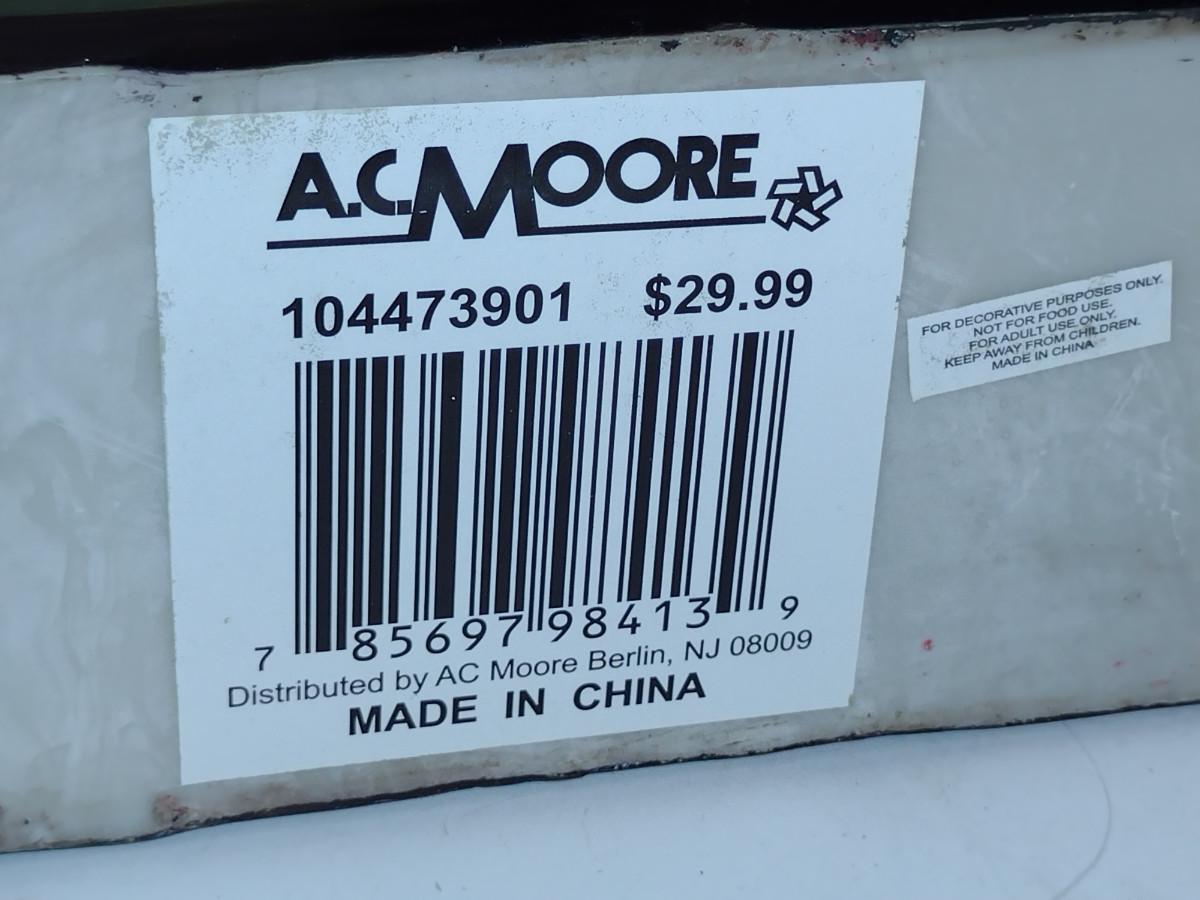 A.C. MOORE
104473901 $29.99
7 85697 98413 9
Distributed by AC Moore Berlin, NJ 08009
MADE IN CHINA
FOR DECORATIVE PURPOSES ONLY.
NOT FOR FOOD USE.
FOR ADULT USE ONLY.
KEEP AWAY FROM CHILDREN.
MADE IN CHINA